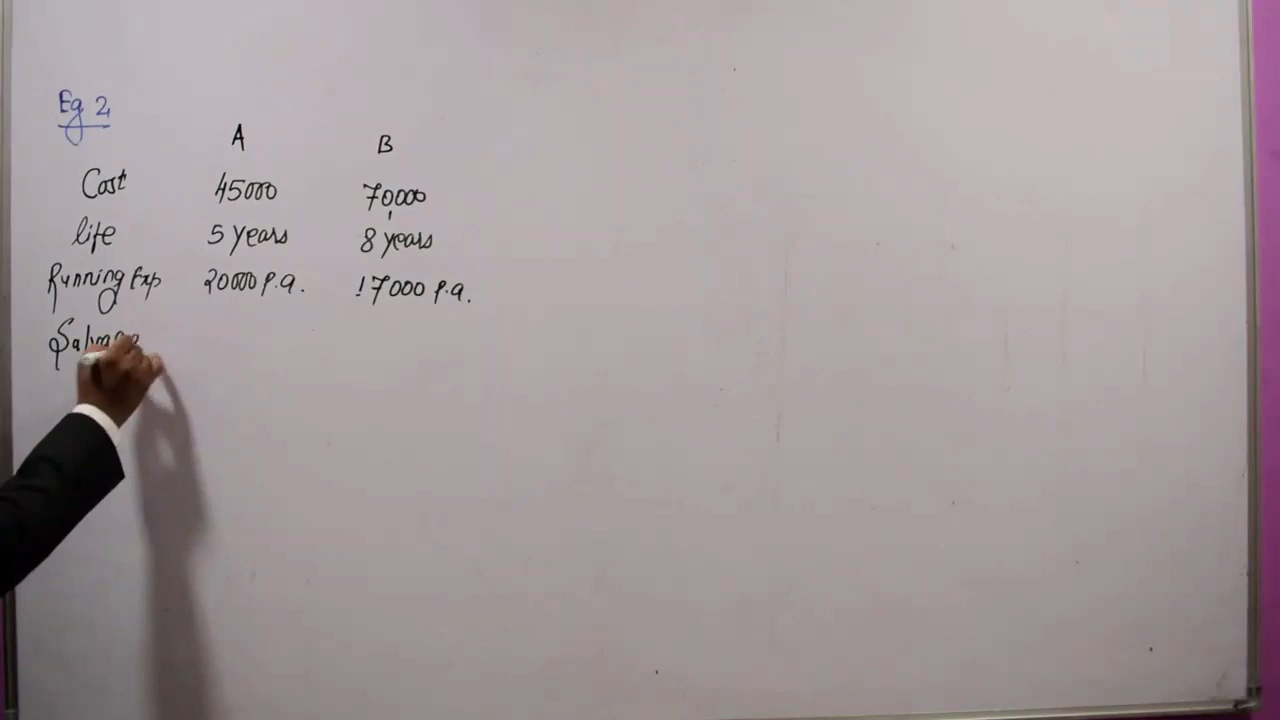 Eg 2
A B
Cost 45000 70000
life 5 years 8 years
Running Exp 20000 p.a. 17000 p.a.
Salvage